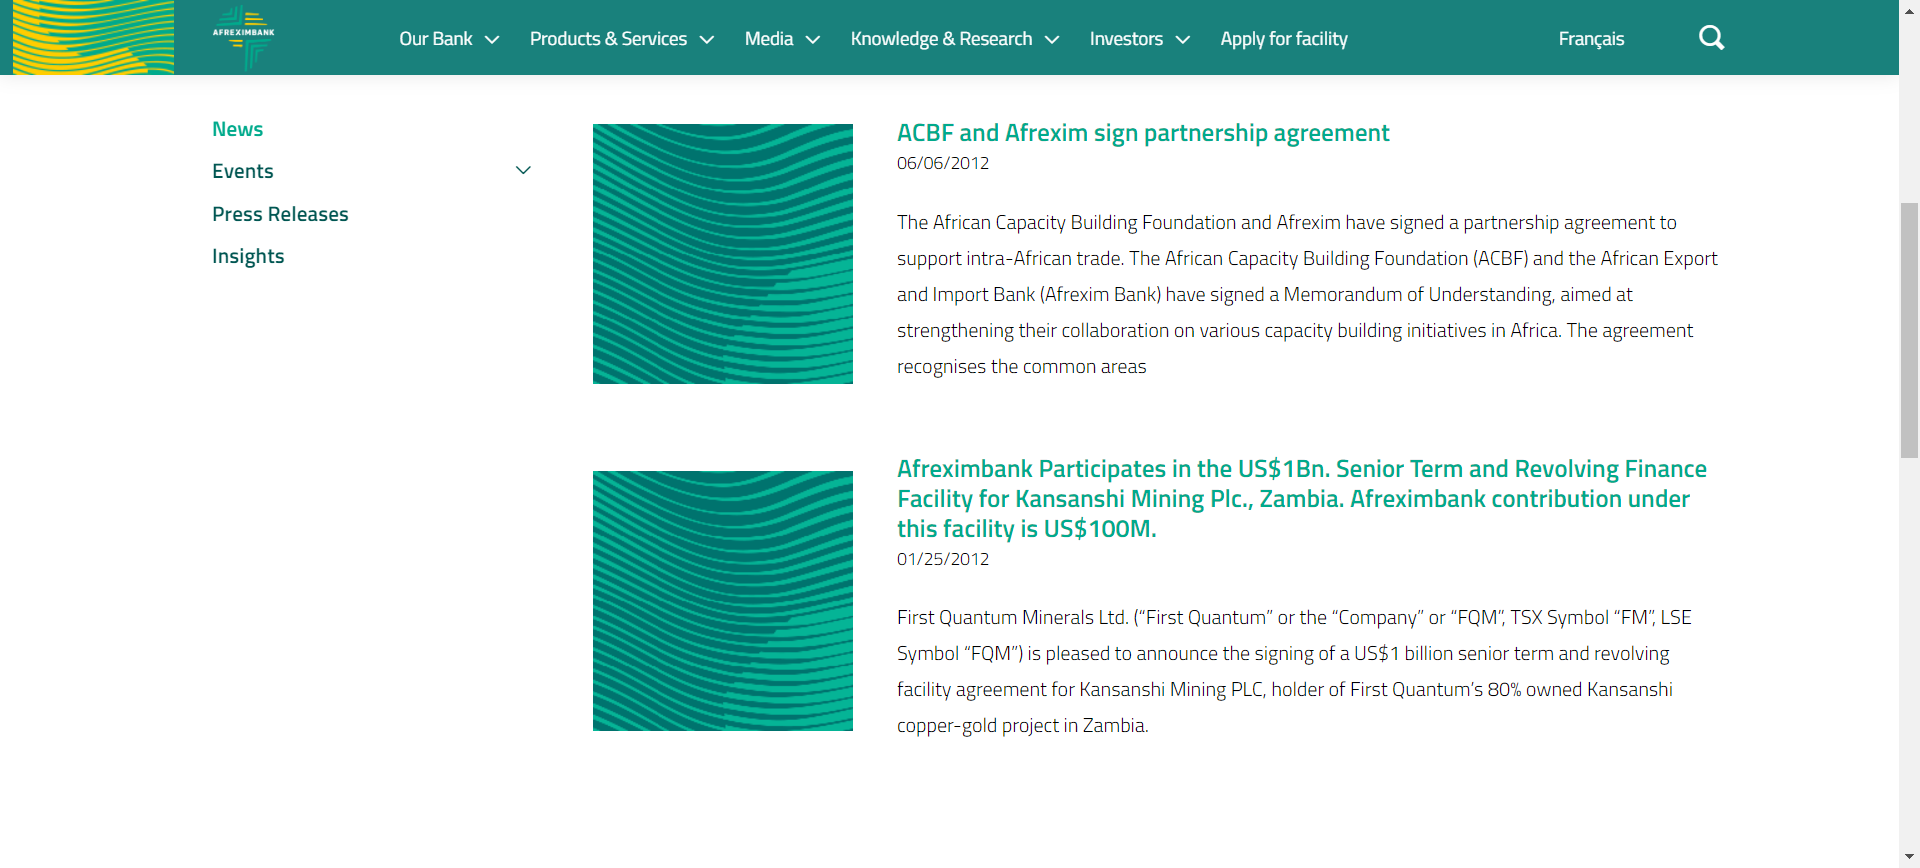 AFREXIMBANK
Our Bank
Products & Services
Media
Knowledge & Research
Investors
Apply for facility
Français
News
Events
Press Releases
Insights
ACBF and Afrexim sign partnership agreement
06/06/2012
The African Capacity Building Foundation and Afrexim have signed a partnership agreement to
support intra-African trade. The African Capacity Building Foundation (ACBF) and the African Export
and Import Bank (Afrexim Bank) have signed a Memorandum of Understanding, aimed at
strengthening their collaboration on various capacity building initiatives in Africa. The agreement
recognises the common areas
Afreximbank Participates in the US$1Bn. Senior Term and Revolving Finance
Facility for Kansanshi Mining Plc., Zambia. Afreximbank contribution under
this facility is US$100M.
01/25/2012
First Quantum Minerals Ltd. (“First Quantum” or the “Company” or “FQM”, TSX Symbol “FM”, LSE
Symbol “FQM”) is pleased to announce the signing of a US$1 billion senior term and revolving
facility agreement for Kansanshi Mining PLC, holder of First Quantum’s 80% owned Kansanshi
copper-gold project in Zambia.